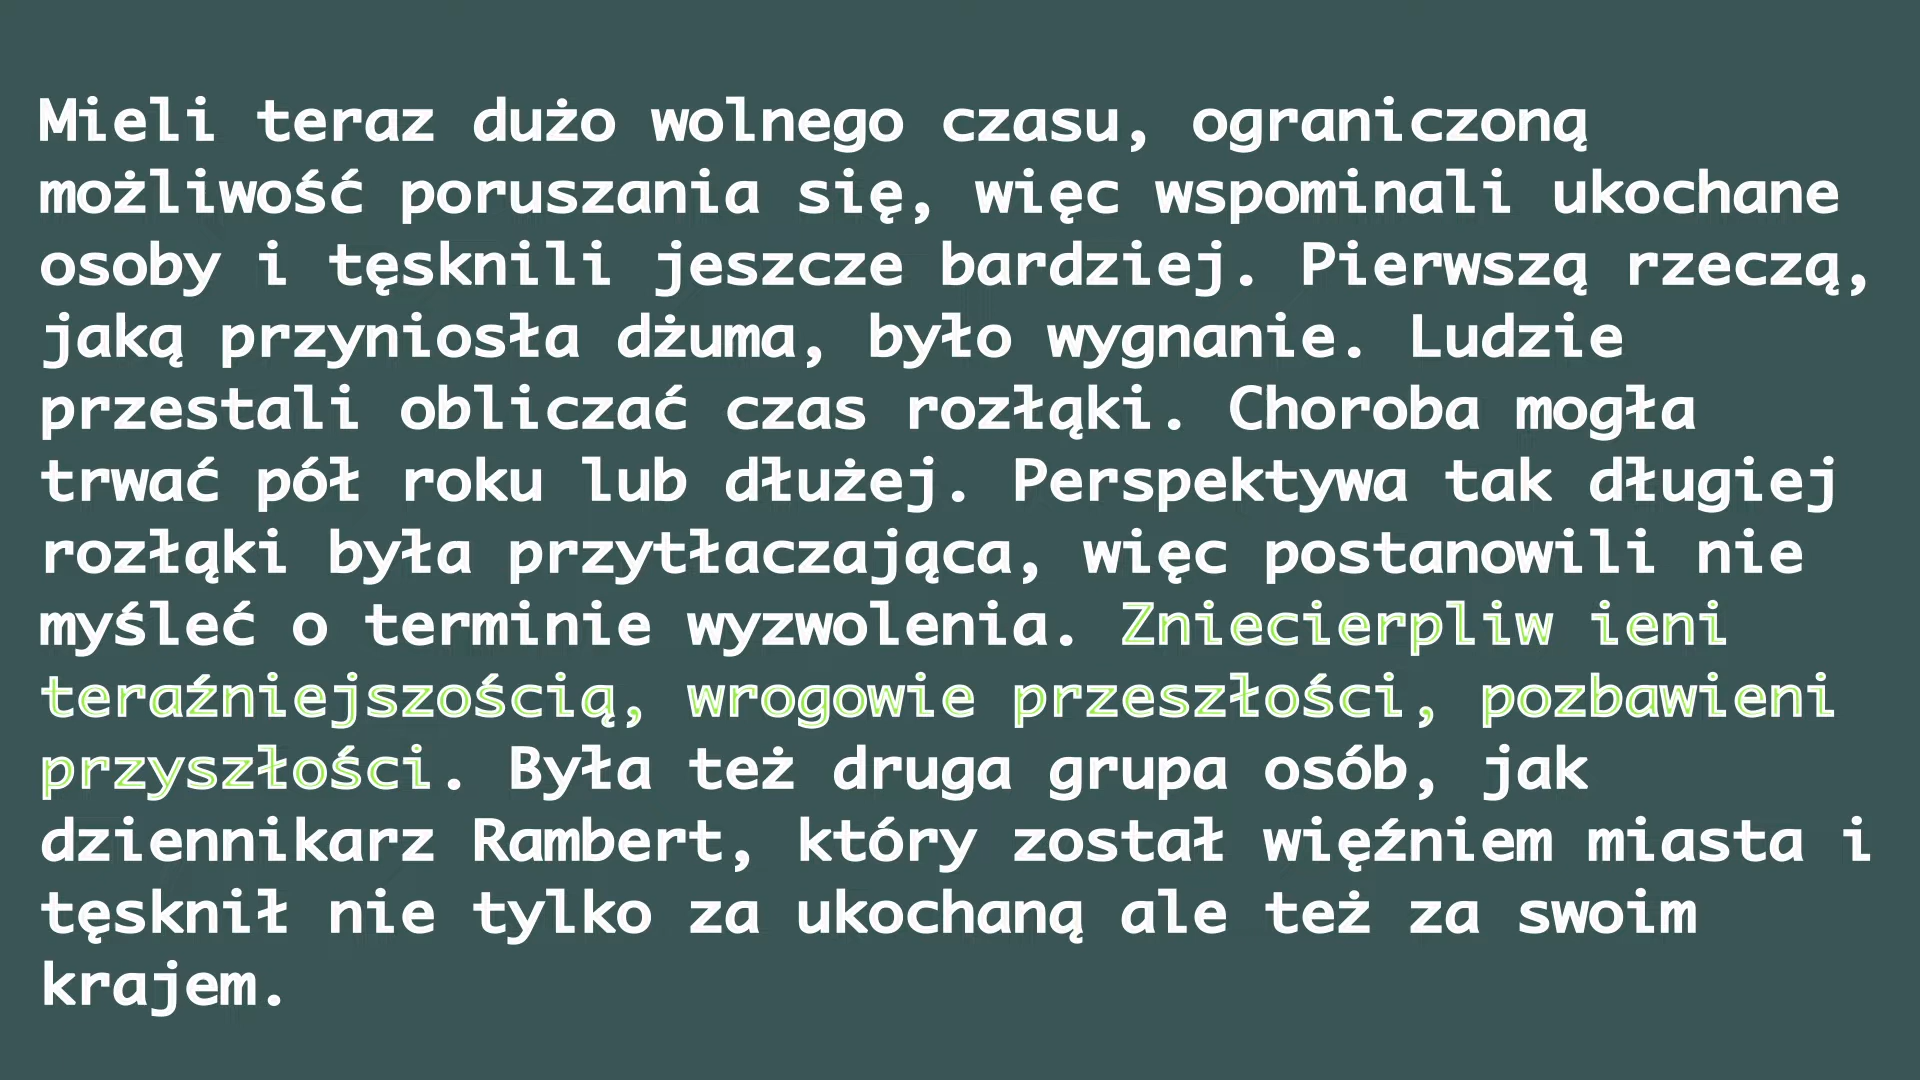 Mieli teraz dużo wolnego czasu, ograniczoną
możliwość poruszania się, więc wspominali ukochane
osoby i tęsknili jeszcze bardziej. Pierwszą rzeczą,
jaką przyniosła dżuma, było wygnanie. Ludzie
przestali obliczać czas rozłąki. Choroba mogła
trwać pół roku lub dłużej. Perspektywa tak długiej
rozłąki była przytłaczająca, więc postanowili nie
myśleć o terminie wyzwolenia. Zniecierpliw ieni
teraźniejszością, wrogowie przeszłości, pozbawieni
przyszłości. Była też druga grupa osób, jak
dziennikarz Rambert, który został więźniem miasta i
tęsknił nie tylko za ukochaną ale też za swoim
krajem.